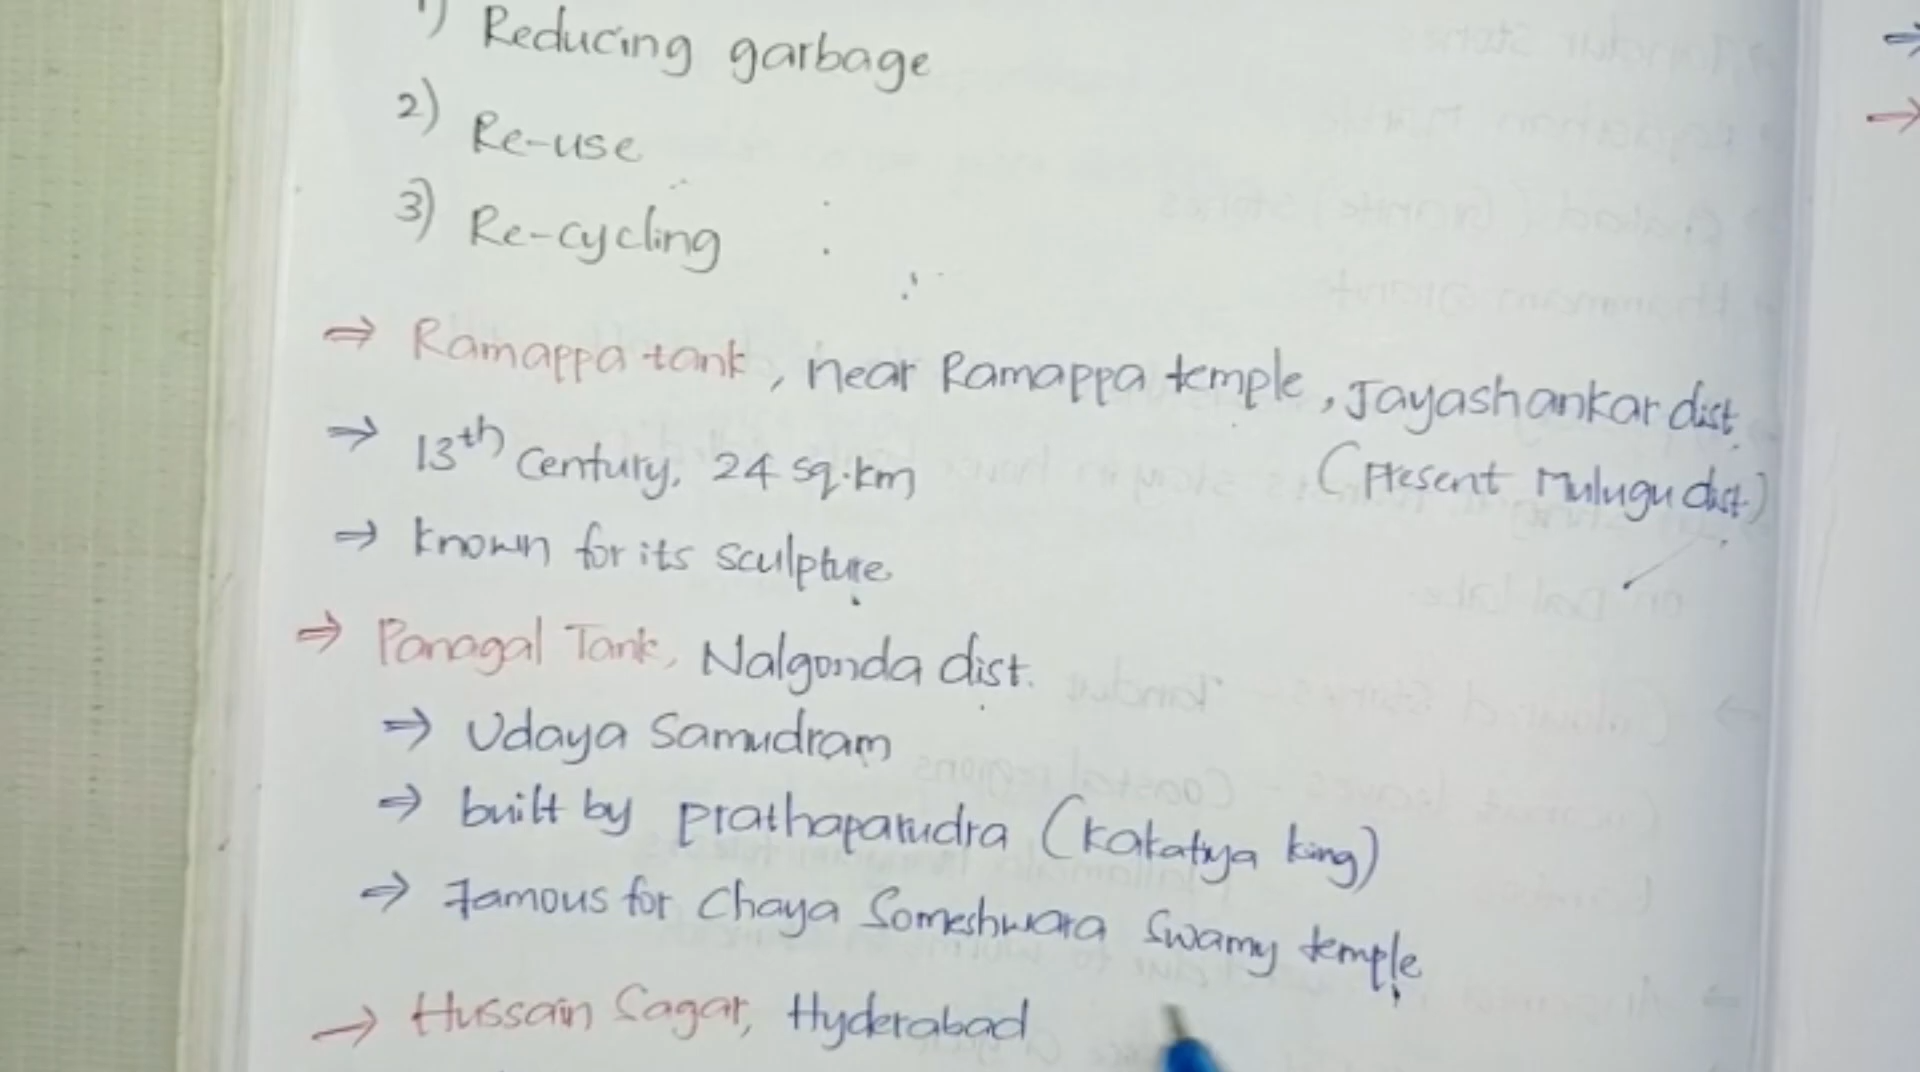 1) Reducing garbage
2) Re-use
3) Re-cycling
⇒ Ramappa tank, near Ramappa temple, Jayashankar dist.
(Present Mulugu dist.)
⇒ 13th Century, 24 sq.km
⇒ known for its sculpture
⇒ Panagal Tank, Nalgonda dist.
⇒ Udaya Samudram
⇒ built by prathaparudra (Kakatiya king)
⇒ famous for Chaya Someshwara Swamy temple
→ Hussain Sagar, Hyderabad